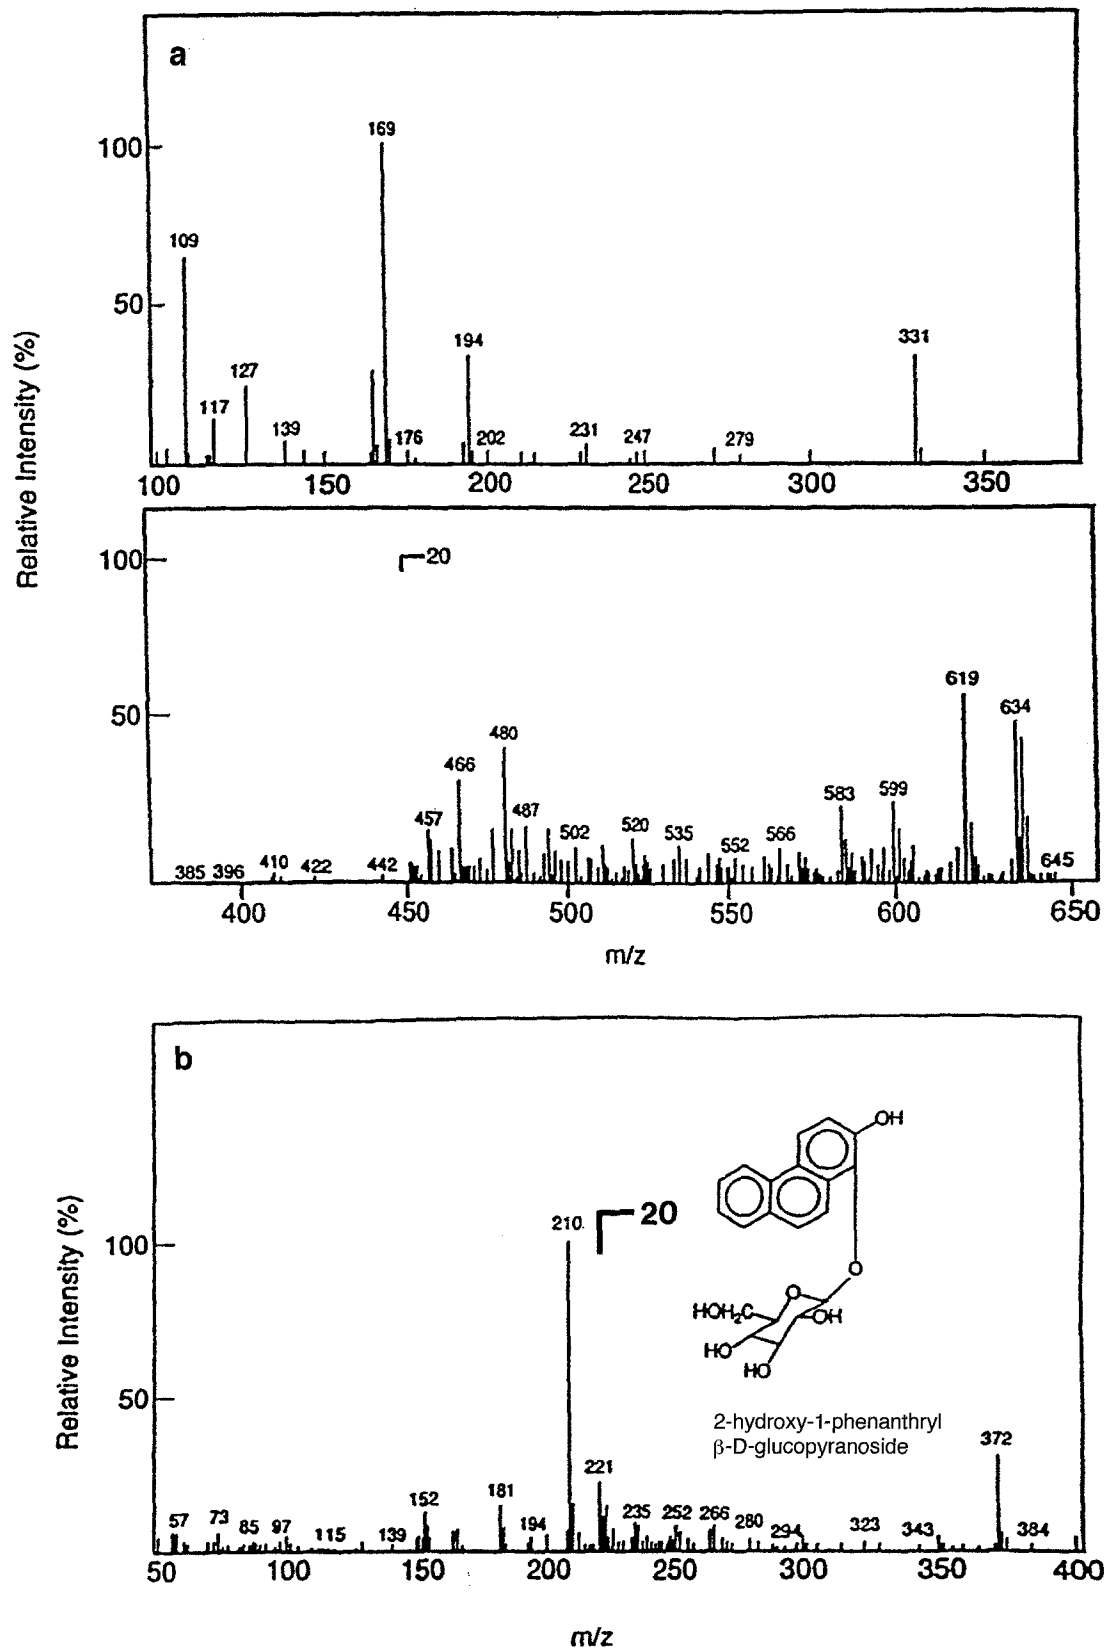 a
Relative Intensity (%)
100
50
109
117
127
139
169
176
194
202
231
247
279
331
100 150 200 250 300 350
100
50
20
385 396 410 422 442 457 466 480 487 502 520 535 552 566 583 599 619 634 645
400 450 500 550 600 650
m/z
b
Relative Intensity (%)
100
50
57 73 85 97 115 139 152 181 194 210 221 235 252 266 280 294 323 343 372 384
20
OH
O
O
HOH₂C
OH
HO
HO
2-hydroxy-1-phenanthryl
β-D-glucopyranoside
50 100 150 200 250 300 350 400
m/z